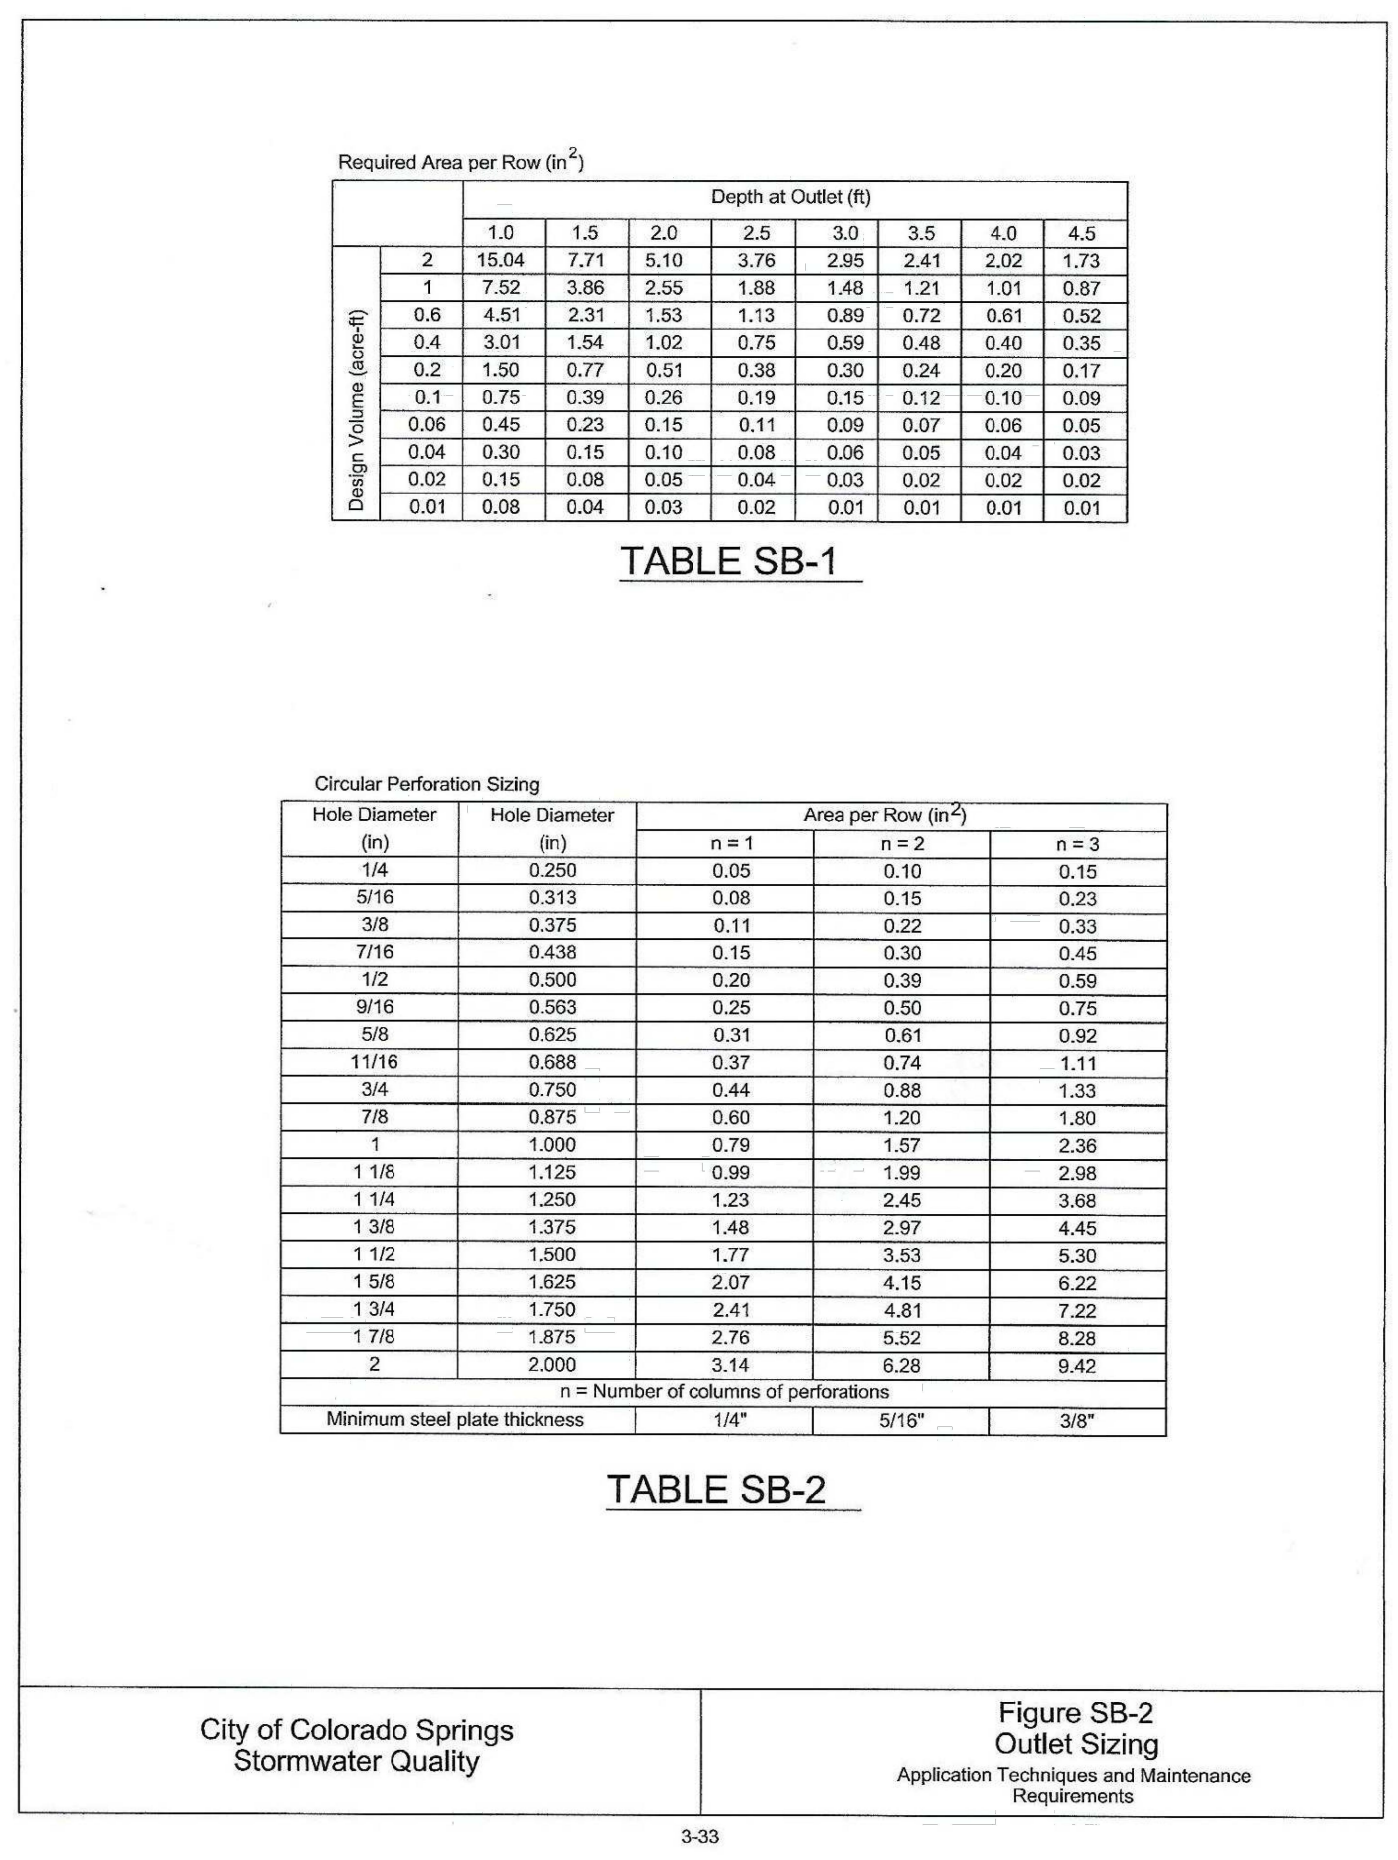 Required Area per Row (in2)
Depth at Outlet (ft)
1.0 1.5 2.0 2.5 3.0 3.5 4.0 4.5
Design Volume (acre-ft)
2 15.04 7.71 5.10 3.76 2.95 2.41 2.02 1.73
1 7.52 3.86 2.55 1.88 1.48 1.21 1.01 0.87
0.6 4.51 2.31 1.53 1.13 0.89 0.72 0.61 0.52
0.4 3.01 1.54 1.02 0.75 0.59 0.48 0.40 0.35
0.2 1.50 0.77 0.51 0.38 0.30 0.24 0.20 0.17
0.1 0.75 0.39 0.26 0.19 0.15 0.12 0.10 0.09
0.06 0.45 0.23 0.15 0.11 0.09 0.07 0.06 0.05
0.04 0.30 0.15 0.10 0.08 0.06 0.05 0.04 0.03
0.02 0.15 0.08 0.05 0.04 0.03 0.02 0.02 0.02
0.01 0.08 0.04 0.03 0.02 0.01 0.01 0.01 0.01
TABLE SB-1
Circular Perforation Sizing
Hole Diameter Hole Diameter Area per Row (in2)
(in) (in) n = 1 n = 2 n = 3
1/4 0.250 0.05 0.10 0.15
5/16 0.313 0.08 0.15 0.23
3/8 0.375 0.11 0.22 0.33
7/16 0.438 0.15 0.30 0.45
1/2 0.500 0.20 0.39 0.59
9/16 0.563 0.25 0.50 0.75
5/8 0.625 0.31 0.61 0.92
11/16 0.688 0.37 0.74 1.11
3/4 0.750 0.44 0.88 1.33
7/8 0.875 0.60 1.20 1.80
1 1.000 0.79 1.57 2.36
1 1/8 1.125 0.99 1.99 2.98
1 1/4 1.250 1.23 2.45 3.68
1 3/8 1.375 1.48 2.97 4.45
1 1/2 1.500 1.77 3.53 5.30
1 5/8 1.625 2.07 4.15 6.22
1 3/4 1.750 2.41 4.81 7.22
1 7/8 1.875 2.76 5.52 8.28
2 2.000 3.14 6.28 9.42
n = Number of columns of perforations
Minimum steel plate thickness 1/4" 5/16" 3/8"
TABLE SB-2
City of Colorado Springs
Stormwater Quality
Figure SB-2
Outlet Sizing
Application Techniques and Maintenance
Requirements
3-33